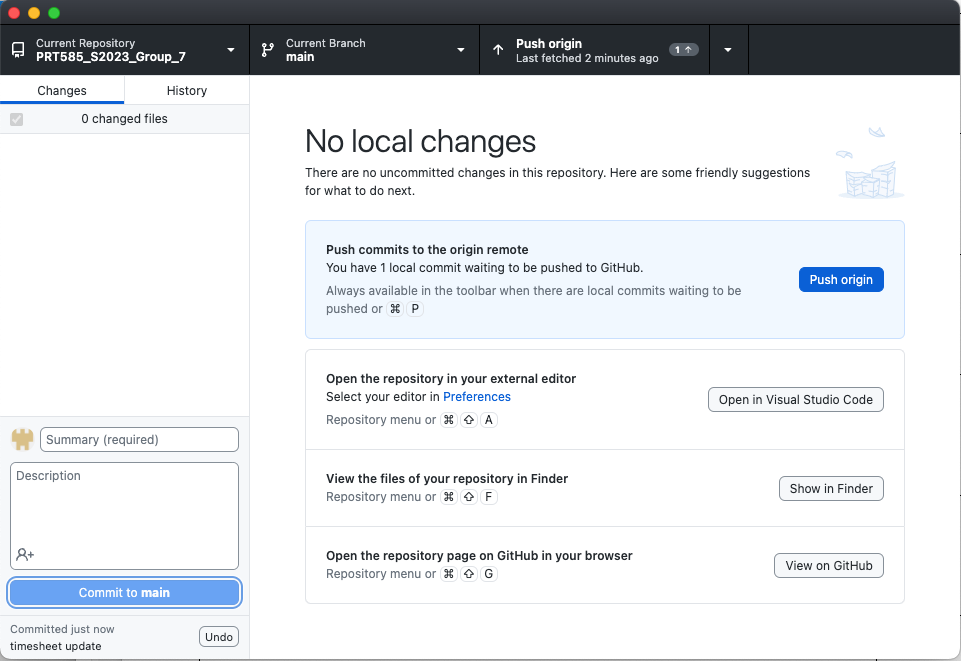 Current Repository
PRT585_S2023_Group_7
Current Branch
main
Push origin
Last fetched 2 minutes ago
1
Changes
History
0 changed files
No local changes
There are no uncommitted changes in this repository. Here are some friendly suggestions
for what to do next.
Push commits to the origin remote
You have 1 local commit waiting to be pushed to GitHub.
Always available in the toolbar when there are local commits waiting to be
pushed or ⌘ P
Push origin
Open the repository in your external editor
Select your editor in Preferences
Repository menu or ⌘ ⇧ A
Open in Visual Studio Code
View the files of your repository in Finder
Repository menu or ⌘ ⇧ F
Show in Finder
Open the repository page on GitHub in your browser
Repository menu or ⌘ ⇧ G
View on GitHub
Summary (required)
Description
Commit to main
Committed just now
timesheet update
Undo